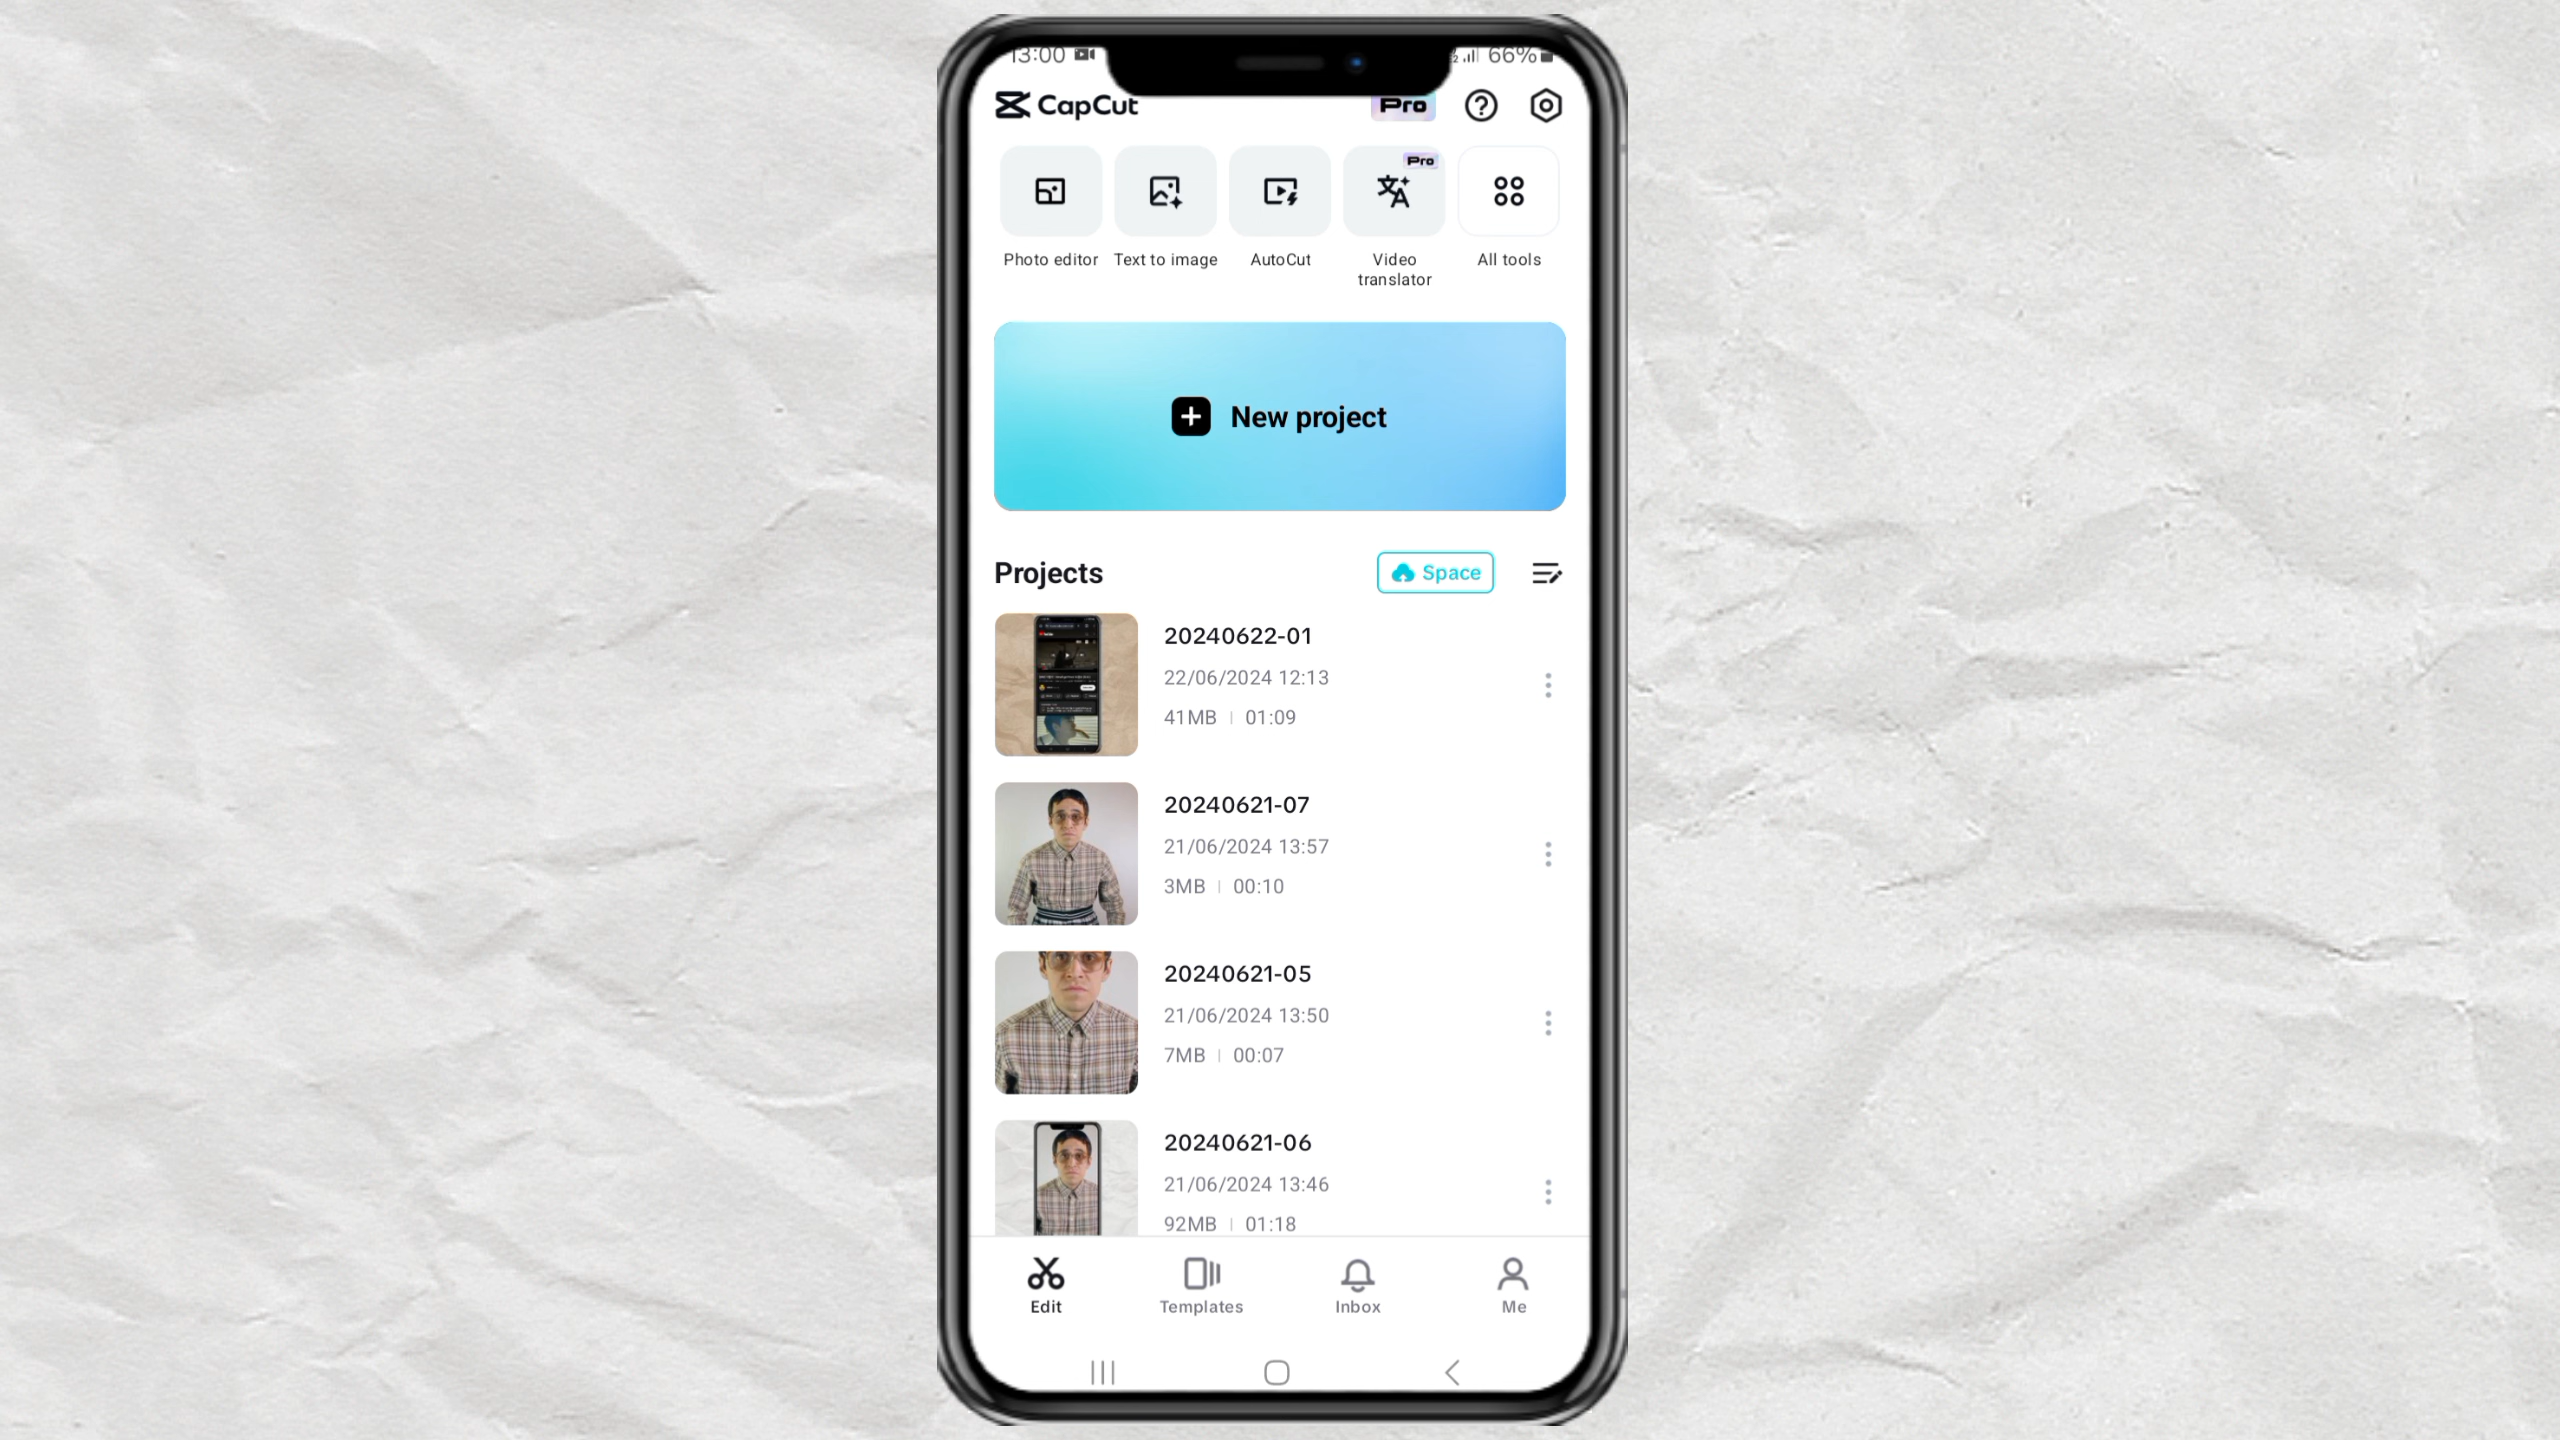 13:00
66%
CapCut
Pro
Pro
Photo editor
Text to image
AutoCut
Video
translator
All tools
New project
Projects
Space
20240622-01
22/06/2024 12:13
41MB | 01:09
20240621-07
21/06/2024 13:57
3MB | 00:10
20240621-05
21/06/2024 13:50
7MB | 00:07
20240621-06
21/06/2024 13:46
92MB | 01:18
Edit
Templates
Inbox
Me